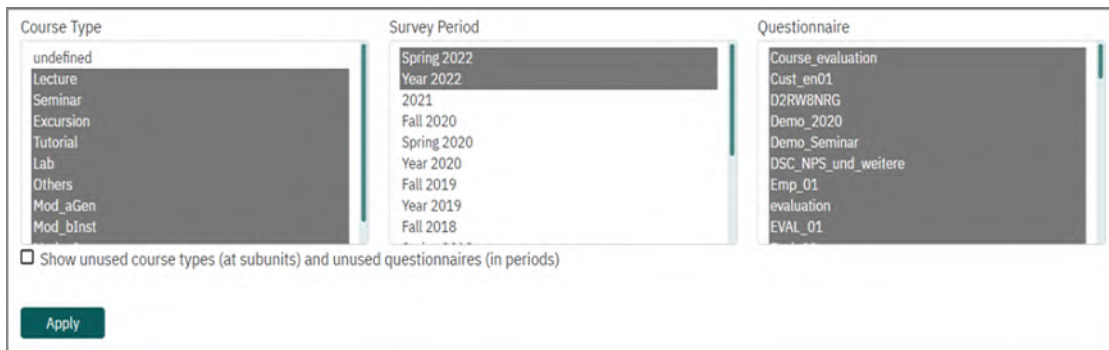 Course Type
undefined
Lecture
Seminar
Excursion
Tutorial
Lab
Others
Mod_aGen
Mod_bInst
Survey Period
Spring 2022
Year 2022
2021
Fall 2020
Spring 2020
Year 2020
Fall 2019
Year 2019
Fall 2018
Questionnaire
Course_evaluation
Cust_en01
D2RW8NRG
Demo_2020
Demo_Seminar
DSC_NPS_und_weitere
Emp_01
evaluation
EVAL_01
Show unused course types (at subunits) and unused questionnaires (in periods)
Apply